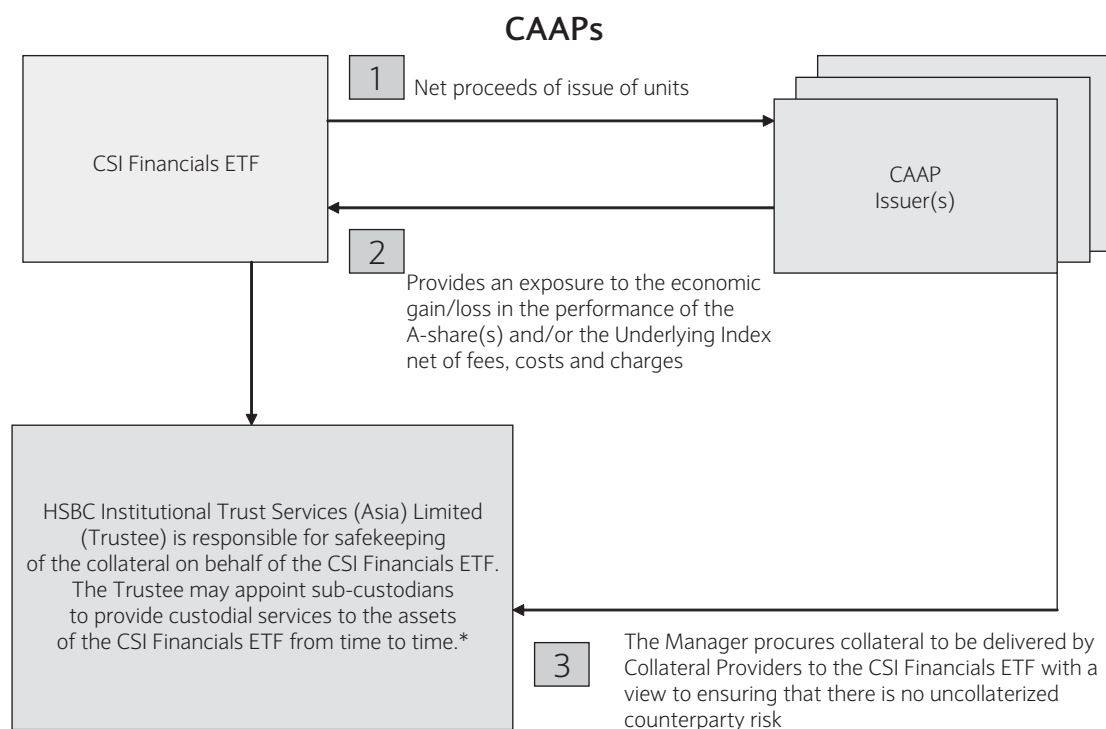 CAAPs
1
Net proceeds of issue of units
CSI Financials ETF
CAAP
Issuer(s)
2
Provides an exposure to the economic
gain/loss in the performance of the
A-share(s) and/or the Underlying Index
net of fees, costs and charges
HSBC Institutional Trust Services (Asia) Limited
(Trustee) is responsible for safekeeping
of the collateral on behalf of the CSI Financials ETF.
The Trustee may appoint sub-custodians
to provide custodial services to the assets
of the CSI Financials ETF from time to time.*
3
The Manager procures collateral to be delivered by
Collateral Providers to the CSI Financials ETF with a
view to ensuring that there is no uncollaterized
counterparty risk